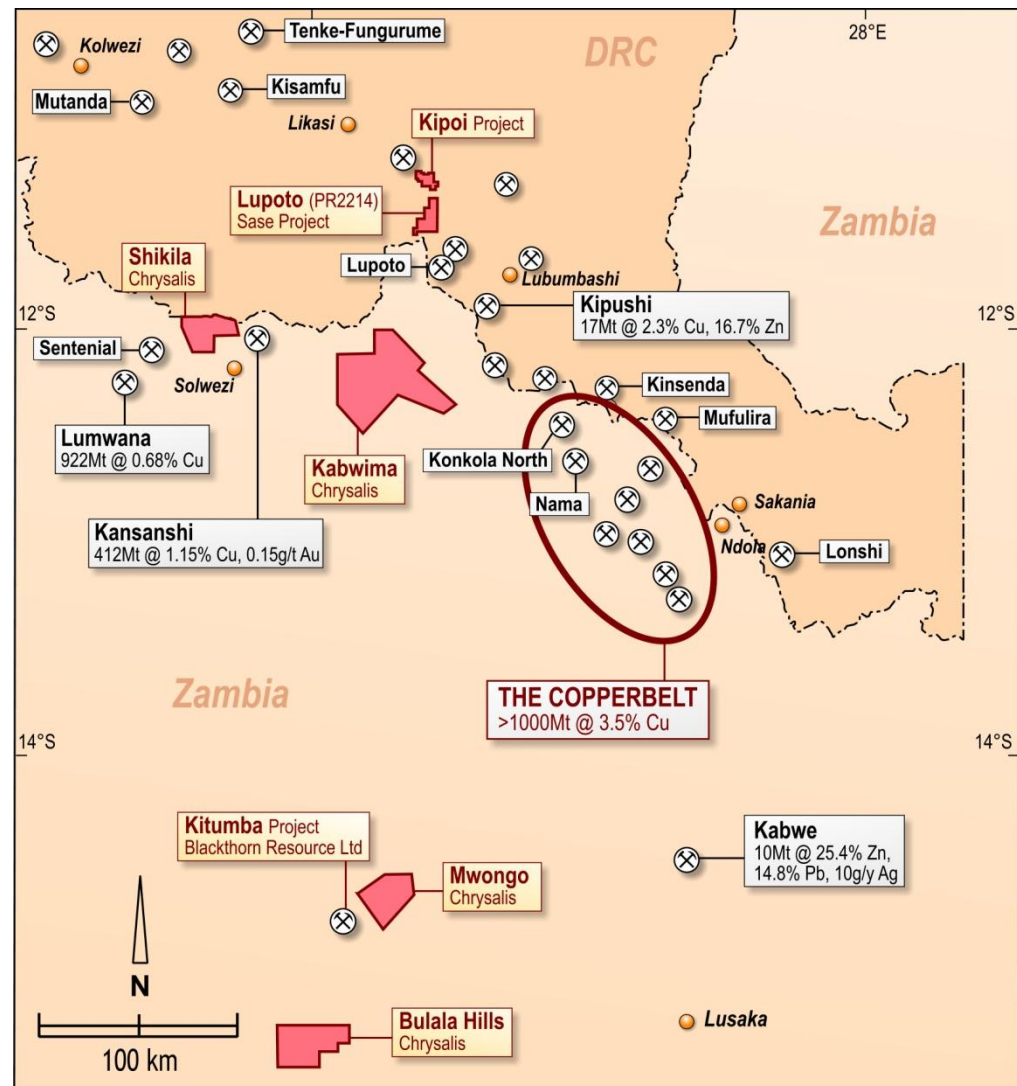 28°E
Tenke-Fungurume
DRC
Kolwezi
Kisamfu
Mutanda
Likasi
Kipoi Project
Lupoto (PR2214)
Sase Project
Zambia
Shikila
Chrysalis
Lupoto
Lubumbashi
Kipushi
17Mt @ 2.3% Cu, 16.7% Zn
12°S
12°S
Sentenial
Solwezi
Kinsenda
Mufulira
Lumwana
922Mt @ 0.68% Cu
Konkola North
Kabwima
Chrysalis
Nama
Sakania
Kansanshi
412Mt @ 1.15% Cu, 0.15g/t Au
Ndola
Lonshi
Zambia
THE COPPERBELT
>1000Mt @ 3.5% Cu
14°S
14°S
Kitumba Project
Blackthorn Resource Ltd
Kabwe
10Mt @ 25.4% Zn,
14.8% Pb, 10g/y Ag
Mwongo
Chrysalis
N
100 km
Bulala Hills
Chrysalis
Lusaka